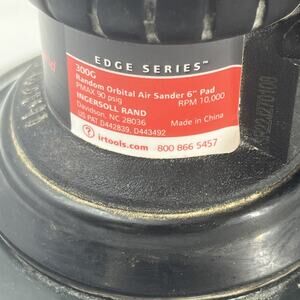 EDGE SERIES™
300G
Random Orbital Air Sander 6" Pad
PMAX 90 psig RPM 10,000
INGERSOLL RAND
Davidson, NC 28036 Made in China
US PAT D442839, D443492
? irtools.com 800 866 5457